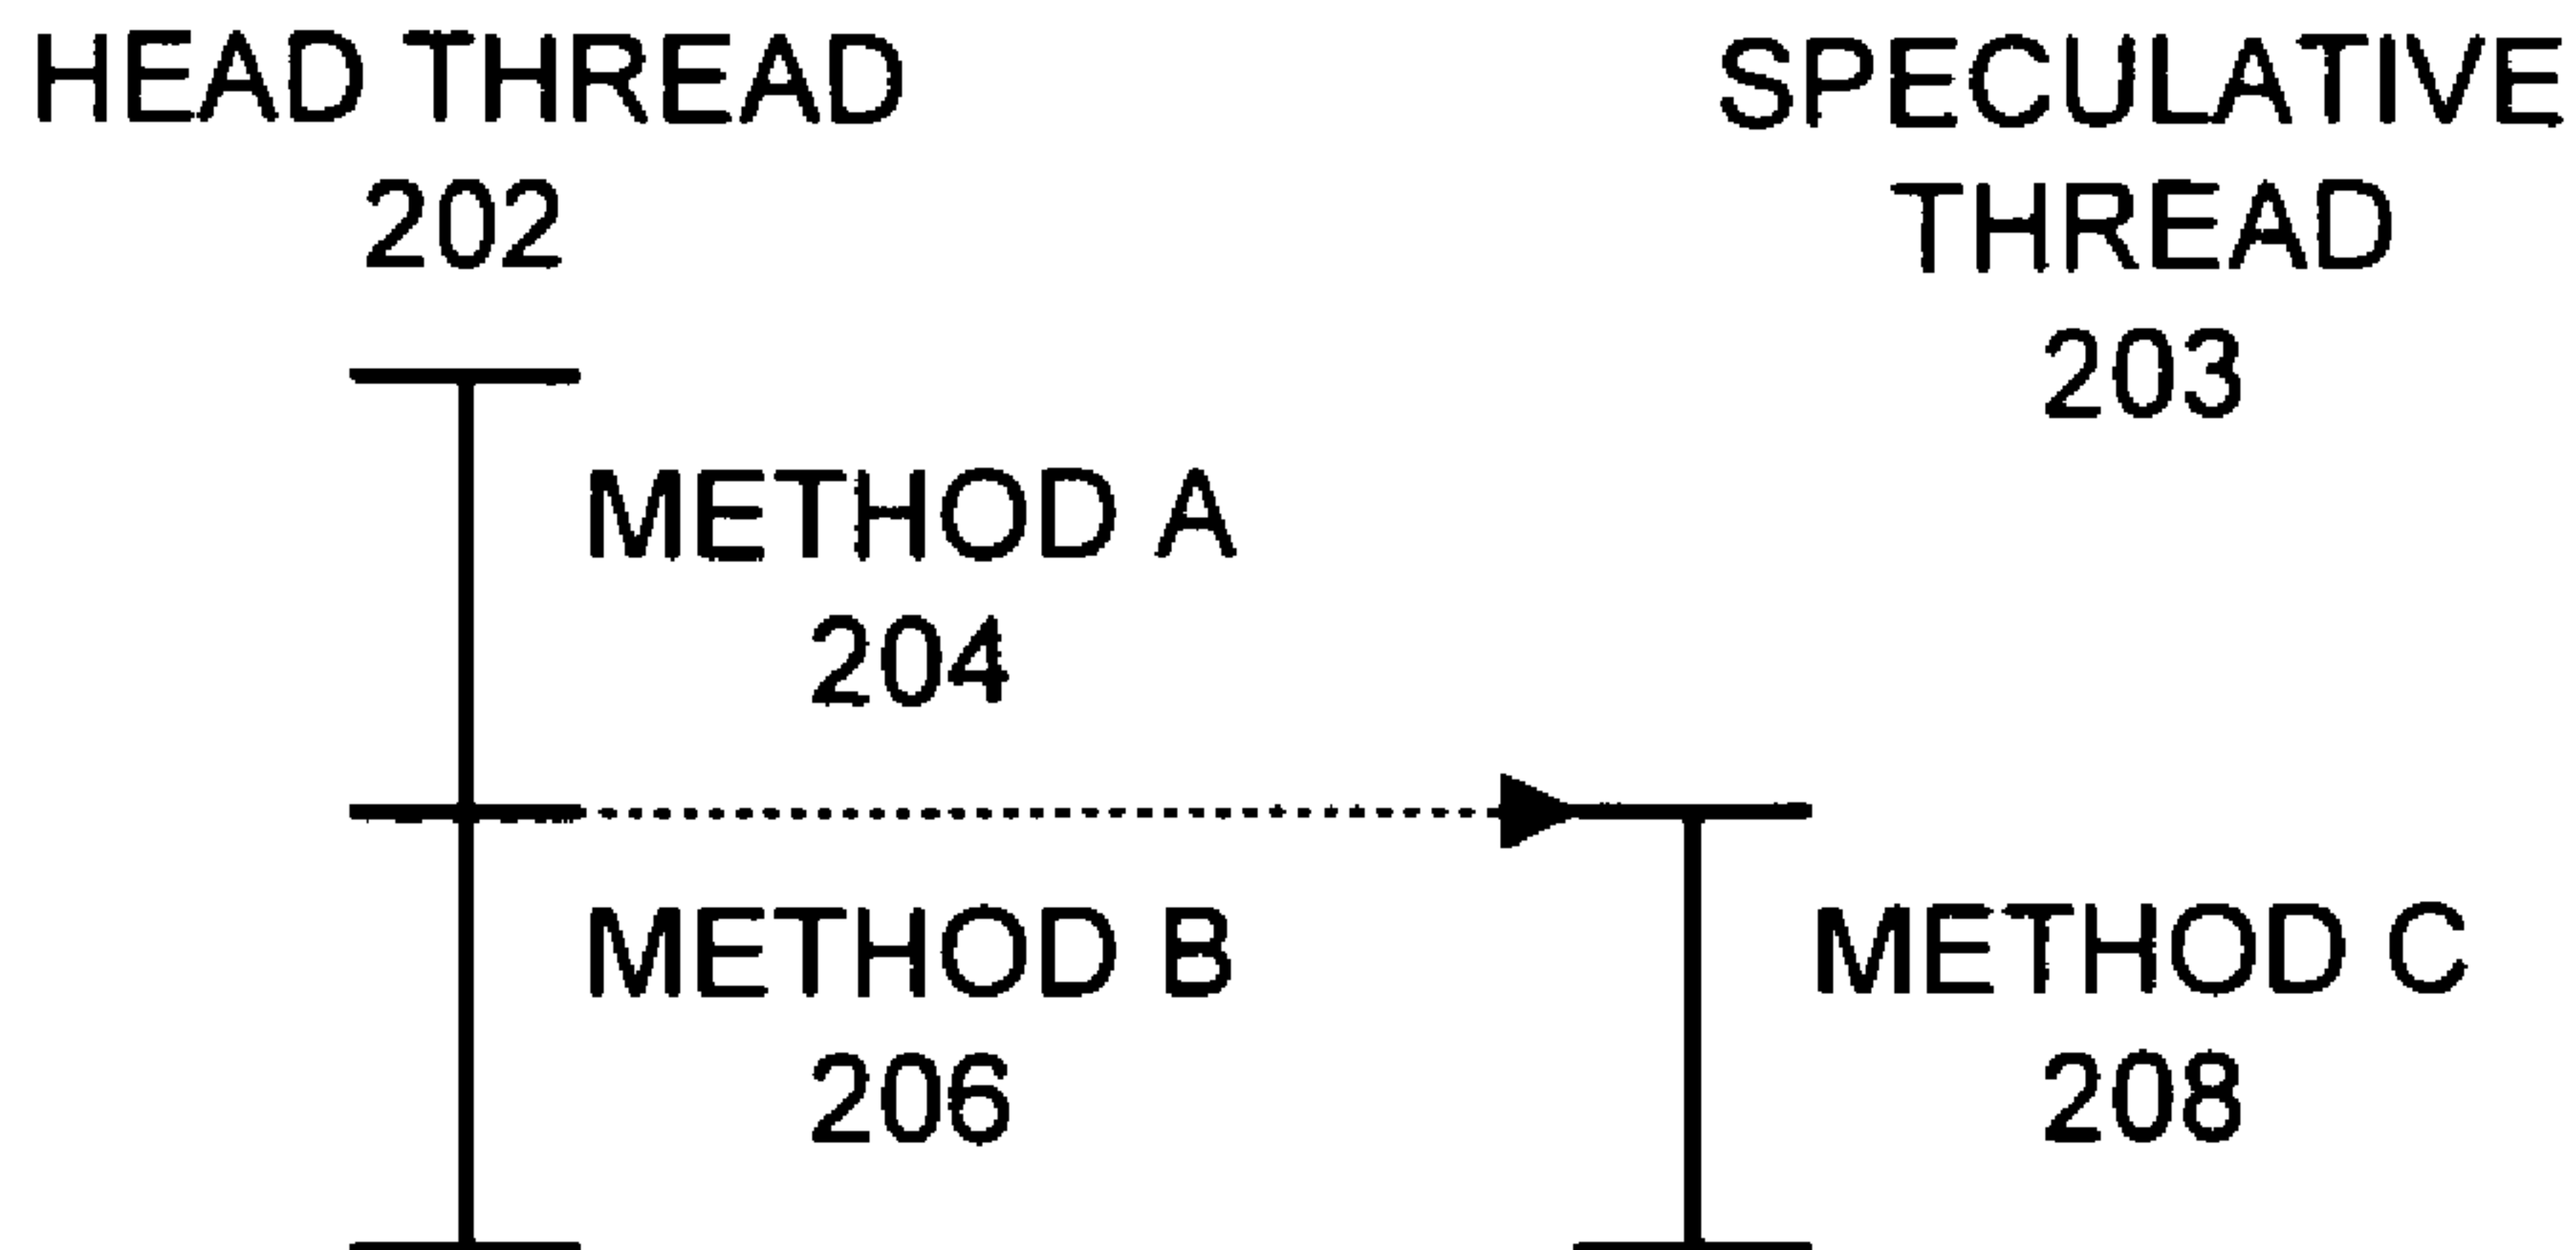 HEAD THREAD
202
SPECULATIVE
THREAD
203
METHOD A
204
METHOD B
206
METHOD C
208